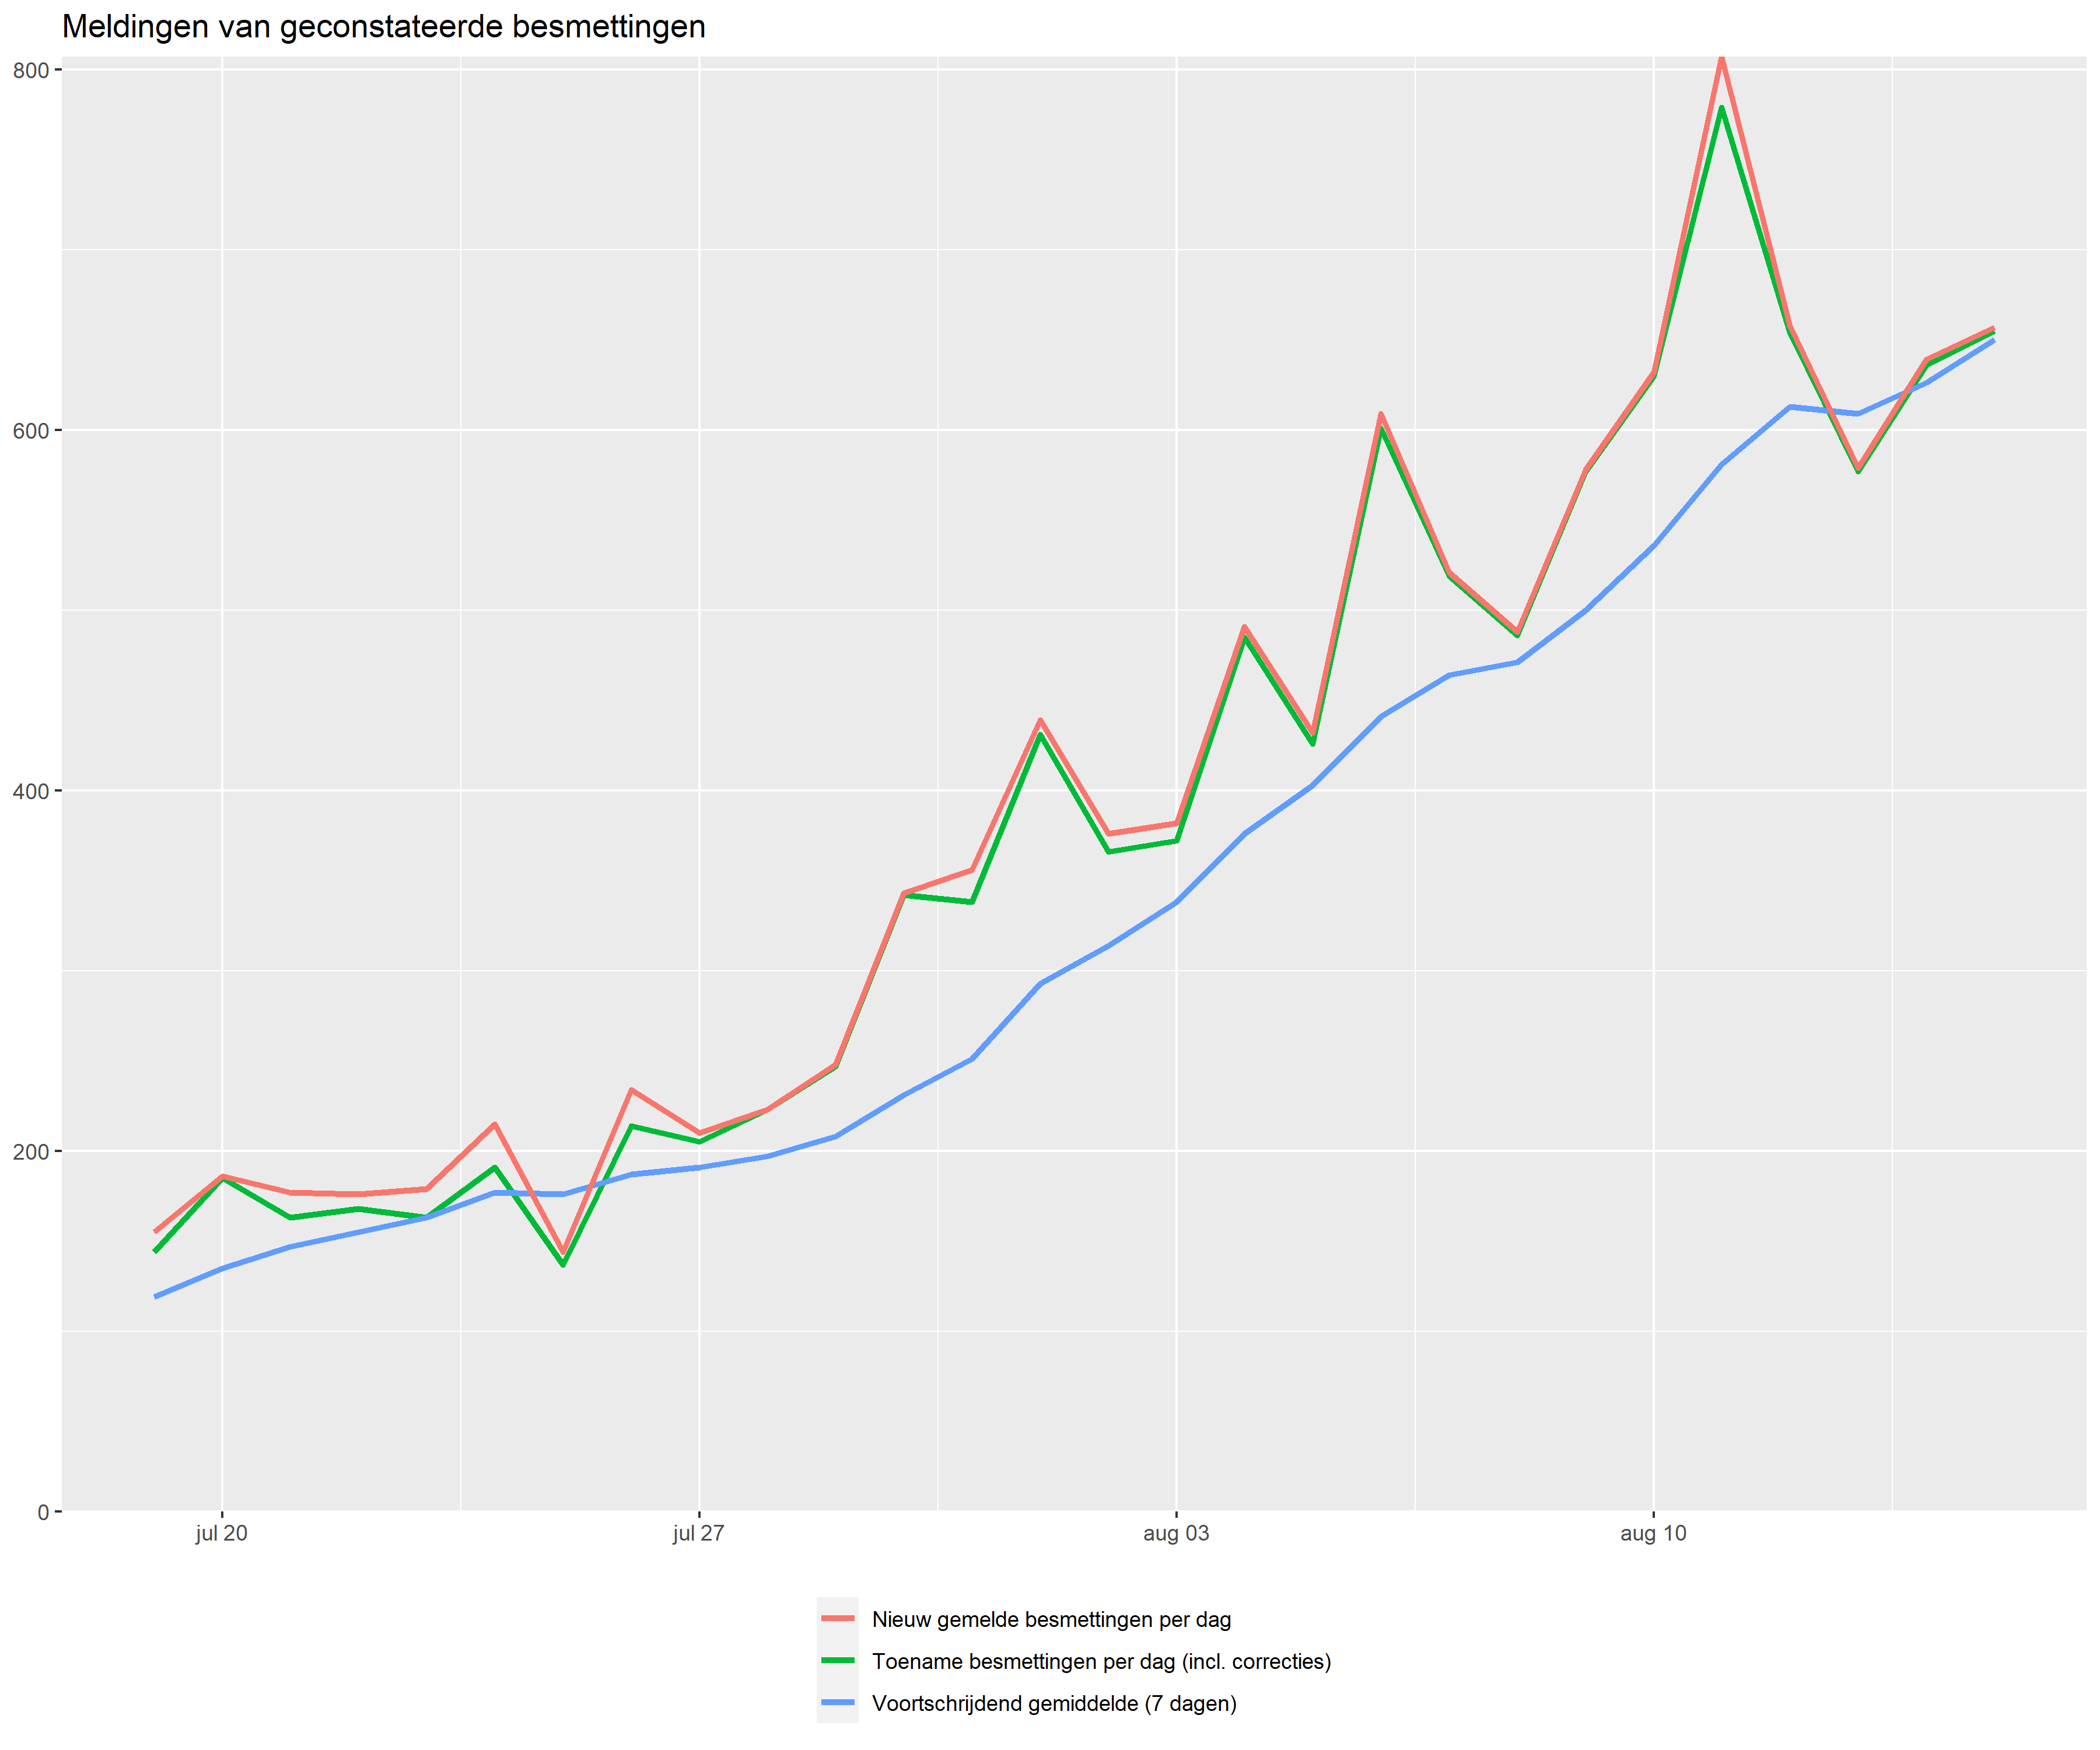 Meldingen van geconstateerde besmettingen
800
600
400
200
0
jul 20 jul 27 aug 03 aug 10
Nieuw gemelde besmettingen per dag
Toename besmettingen per dag (incl. correcties)
Voortschrijdend gemiddelde (7 dagen)